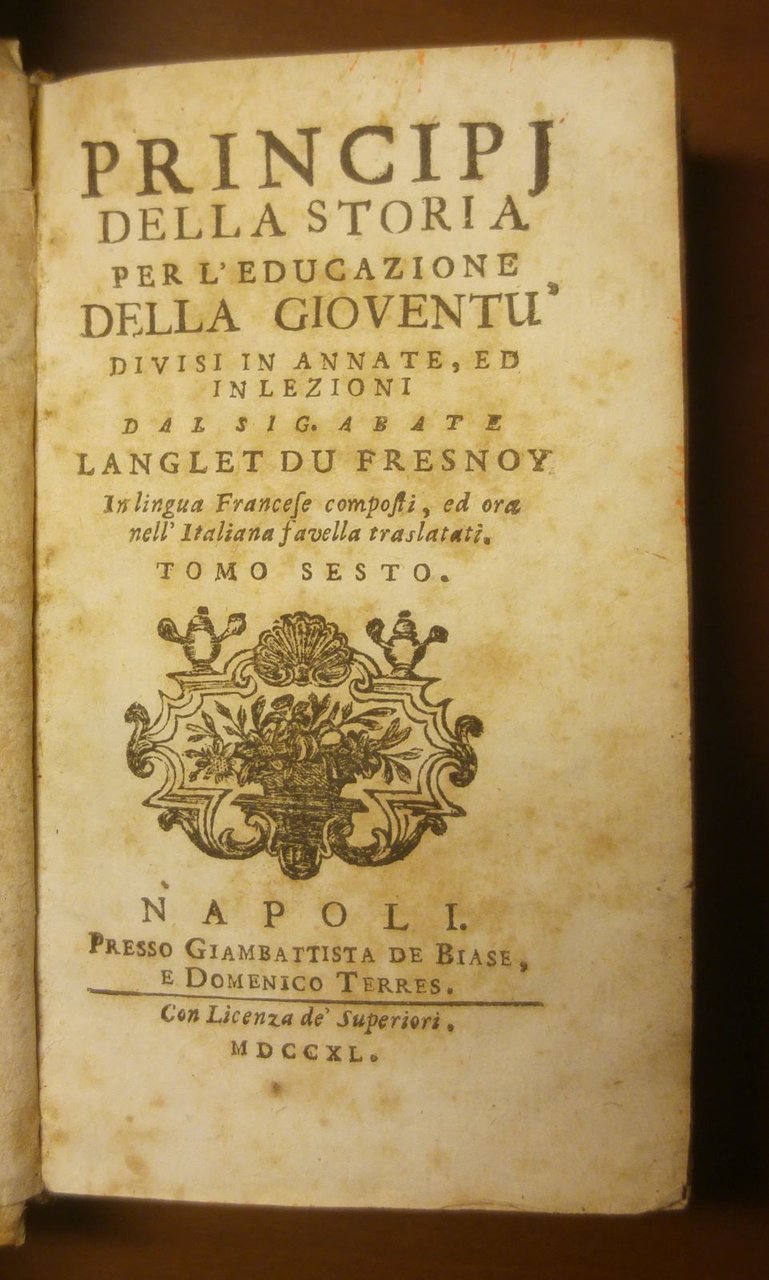 PRINCIPJ
DELLA STORIA
PER L'EDUCAZIONE
DELLA GIOVENTU'
DIVISI IN ANNATE, ED
IN LEZIONI
DAL SIG. ABATE
LANGLET DU FRESNOY
In lingua Franceſe compoſti, ed ora
nell' Italiana favella traslatati.
TOMO SESTO.
NAPOLI.
PRESSO GIAMBATTISTA DE BIASE,
E DOMENICO TERRES.
Con Licenza de' Superiori.
MDCCXL.